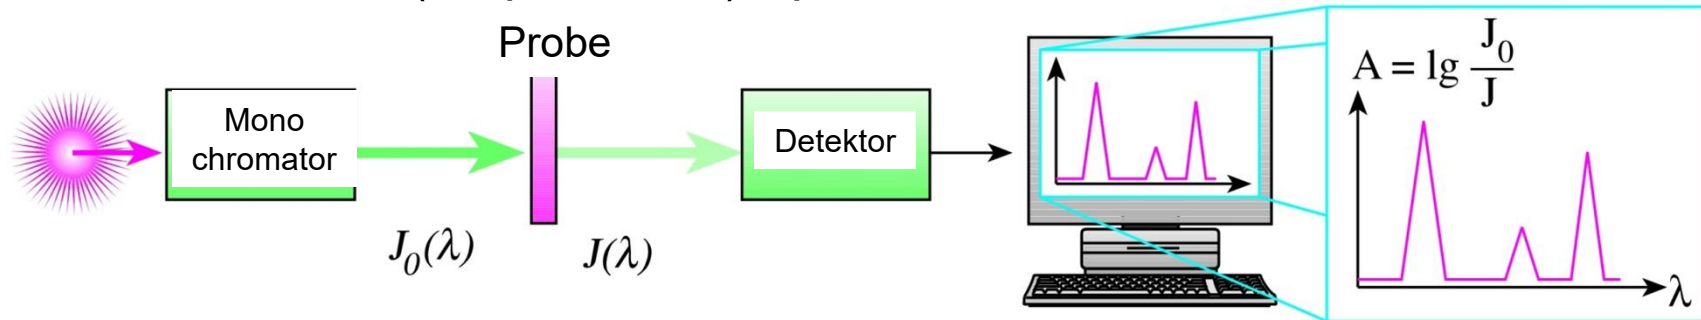 Probe
Mono
chromator
Detektor
J₀(λ)
J(λ)
A = lg J₀/J
λ